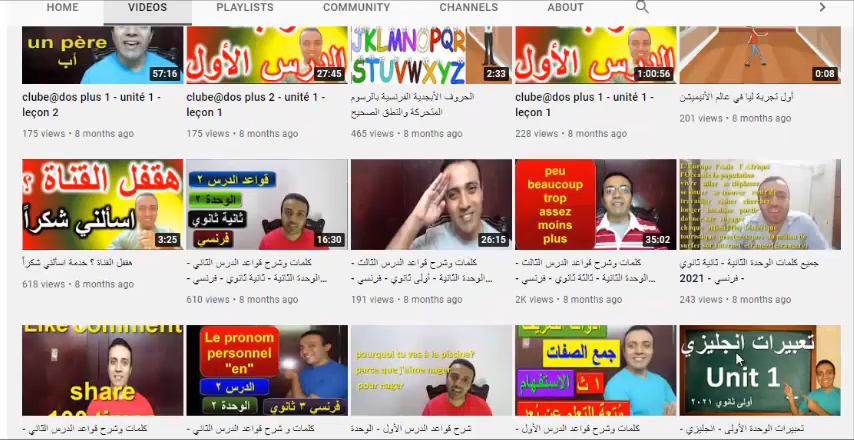 HOME VIDEOS PLAYLISTS COMMUNITY CHANNELS ABOUT
un père
أب
57:16
الدرس الأول
27:45
JKLMNOPQR
STUVWXYZ
2:33
الدرس الأول
1:00:56
0:08
clube@dos plus 1 - unité 1 -
leçon 2
175 views • 8 months ago
clube@dos plus 2 - unité 1 -
leçon 1
175 views • 8 months ago
الحروف الأبجدية الفرنسية بالرسوم
المتحركة والنطق الصحيح
465 views • 8 months ago
clube@dos plus 1 - unité 1 -
leçon 1
228 views • 8 months ago
أول تجربة ليا في عالم الأنيميشن
201 views • 8 months ago
هقفل القناة ؟
اسألني شكراً
3:25
قواعد الدرس ٢
الوحدة ٢
ثانية ثانوي
فرنسي
16:30
26:15
peu
beaucoup
trop
assez
moins
plus
35:02
هقفل القناة ؟ خدمة اسألني شكراً
618 views • 8 months ago
كلمات وشرح قواعد الدرس الثاني -
الوحدة الثانية - ثانية ثانوي - فرنسي -...
610 views • 8 months ago
كلمات وشرح قواعد الدرس الثالث -
الوحدة الثانية - أولى ثانوي - فرنسي -...
191 views • 8 months ago
كلمات وشرح قواعد الدرس الثالث -
الوحدة الثانية - ثالثة ثانوي - فرنسي -...
2K views • 8 months ago
جميع كلمات الوحدة الثانية - ثانية ثانوي
- فرنسي - 2021
243 views • 8 months ago
Like comment
share
Le pronom
personnel
"en"
الدرس ٢
الوحدة ٢
فرنسي ٣ ثانوي
pourquoi tu vas à la piscine?
parce que j'aime nager
pour nager
جمع الصفات
الاستفهام
١ ث
تعبيرات انجليزي
Unit 1
أولى ثانوي ٢٠٢١
كلمات وشرح قواعد الدرس الثاني -
كلمات و شرح قواعد الدرس الثاني -
شرح قواعد الدرس الأول - الوحدة
كلمات وشرح قواعد الدرس الأول -
تعبيرات الوحدة الأولى - انجليزي -